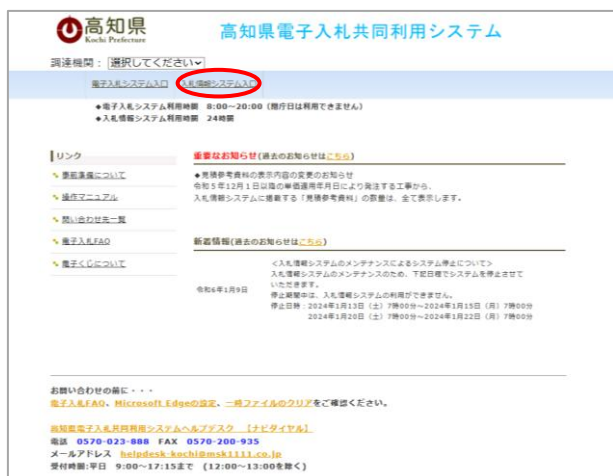 高知県
Kochi Prefecture
高知県電子入札共同利用システム
調達機関： 選択してください
電子入札システム入口 入札情報システム入口
◆電子入札システム利用時間 8:00～20:00（閉庁日は利用できません）
◆入札情報システム利用時間 24時間
リンク
事前準備について
操作マニュアル
問い合わせ先一覧
電子入札FAQ
電子くじについて
重要なお知らせ(過去のお知らせはこちら)
◆見積参考資料の表示内容の変更のお知らせ
令和５年12月１日以降の単価適用年月日により発注する工事から、
入札情報システムに搭載する「見積参考資料」の数量は、全て表示します。
新着情報(過去のお知らせはこちら)
令和6年1月9日
＜入札情報システムのメンテナンスによるシステム停止について＞
入札情報システムのメンテナンスのため、下記日程でシステムを停止させて
いただきます。
停止期間中は、入札情報システムの利用ができません。
停止日時：2024年1月13日（土）7時00分～2024年1月15日（月）7時00分
2024年1月20日（土）7時00分～2024年1月22日（月）7時00分
お問い合わせの前に・・・
電子入札FAQ、Microsoft Edgeの設定、一時ファイルのクリアをご確認ください。
高知県電子入札共同利用システムヘルプデスク 【ナビダイヤル】
電話 0570-023-888 FAX 0570-200-935
メールアドレス helpdesk-kochi@msk1111.co.jp
受付時間:平日 9:00～17:15まで (12:00～13:00を除く)